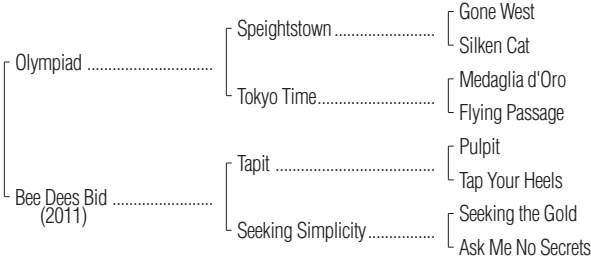 Gone West
Speightstown
Silken Cat
Olympiad
Medaglia d'Oro
Tokyo Time
Flying Passage
Pulpit
Tapit
Tap Your Heels
Bee Dees Bid
(2011)
Seeking the Gold
Seeking Simplicity
Ask Me No Secrets